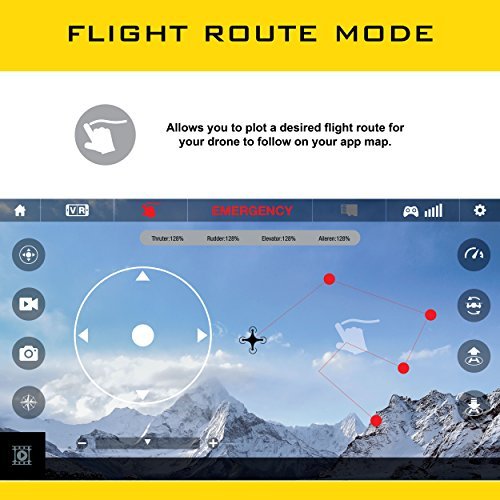 FLIGHT ROUTE MODE
Allows you to plot a desired flight route for
your drone to follow on your app map.
VR EMERGENCY
Thruter:128% Rudder:128% Elevator:128% Aileren:128%